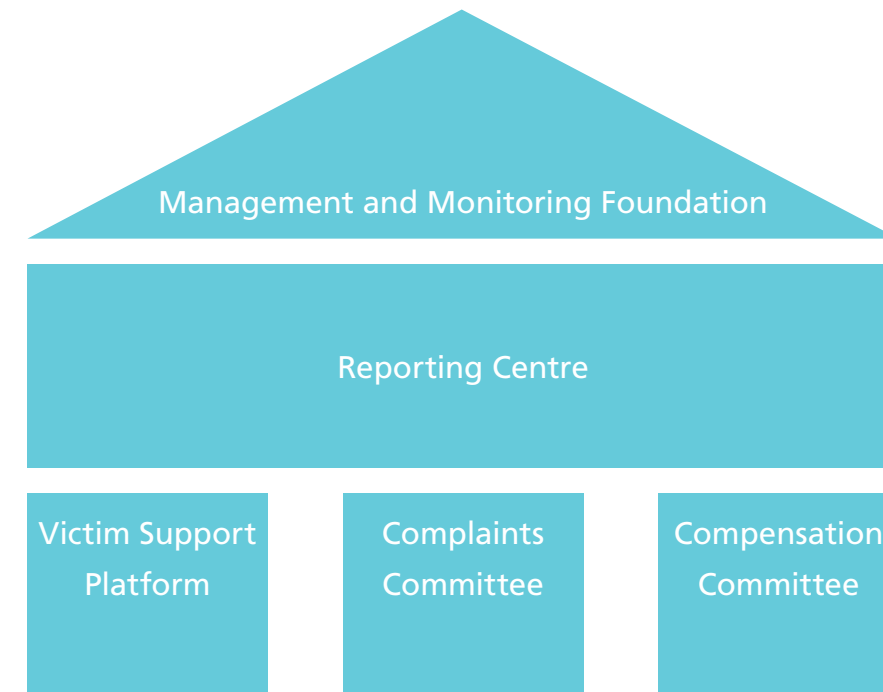 Management and Monitoring Foundation
Reporting Centre
Victim Support
Platform
Complaints
Committee
Compensation
Committee